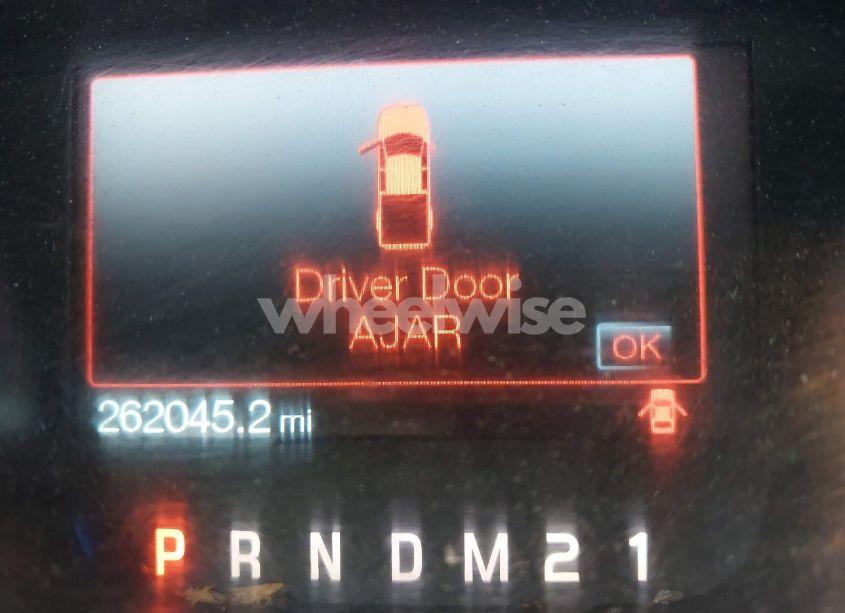 Driver Door
wheelwise
AJAR
OK
262045.2 mi
P R N D M 2 1